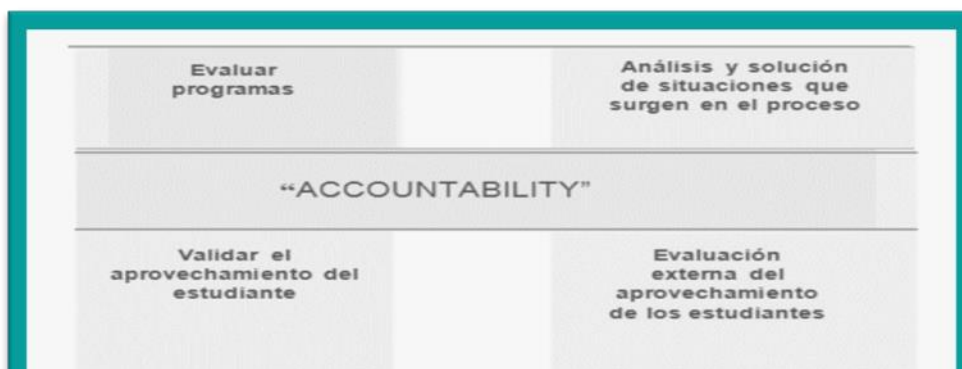 Evaluar
programas
Análisis y solución
de situaciones que
surgen en el proceso
“ACCOUNTABILITY”
Validar el
aprovechamiento del
estudiante
Evaluación
externa del
aprovechamiento
de los estudiantes